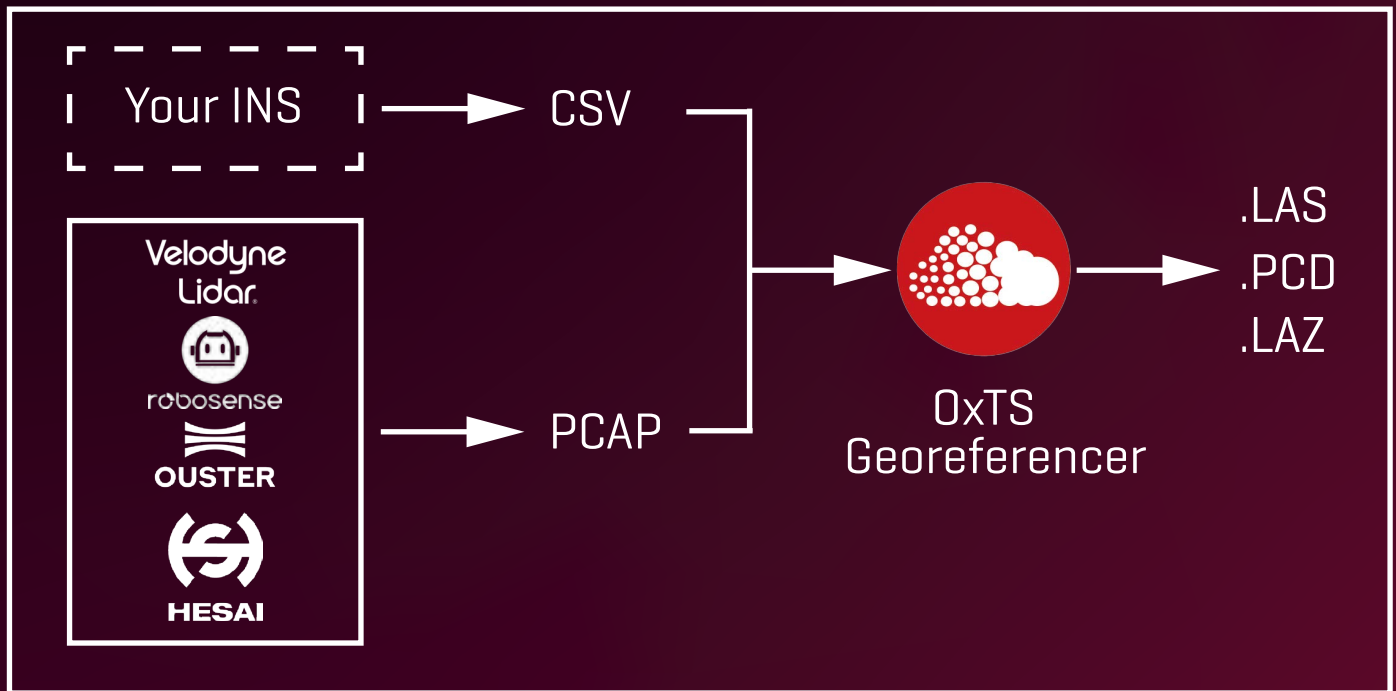 Your INS
CSV
Velodyne
Lidar
robosense
OUSTER
HESAI
PCAP
OxTS
Georeferencer
.LAS
.PCD
.LAZ